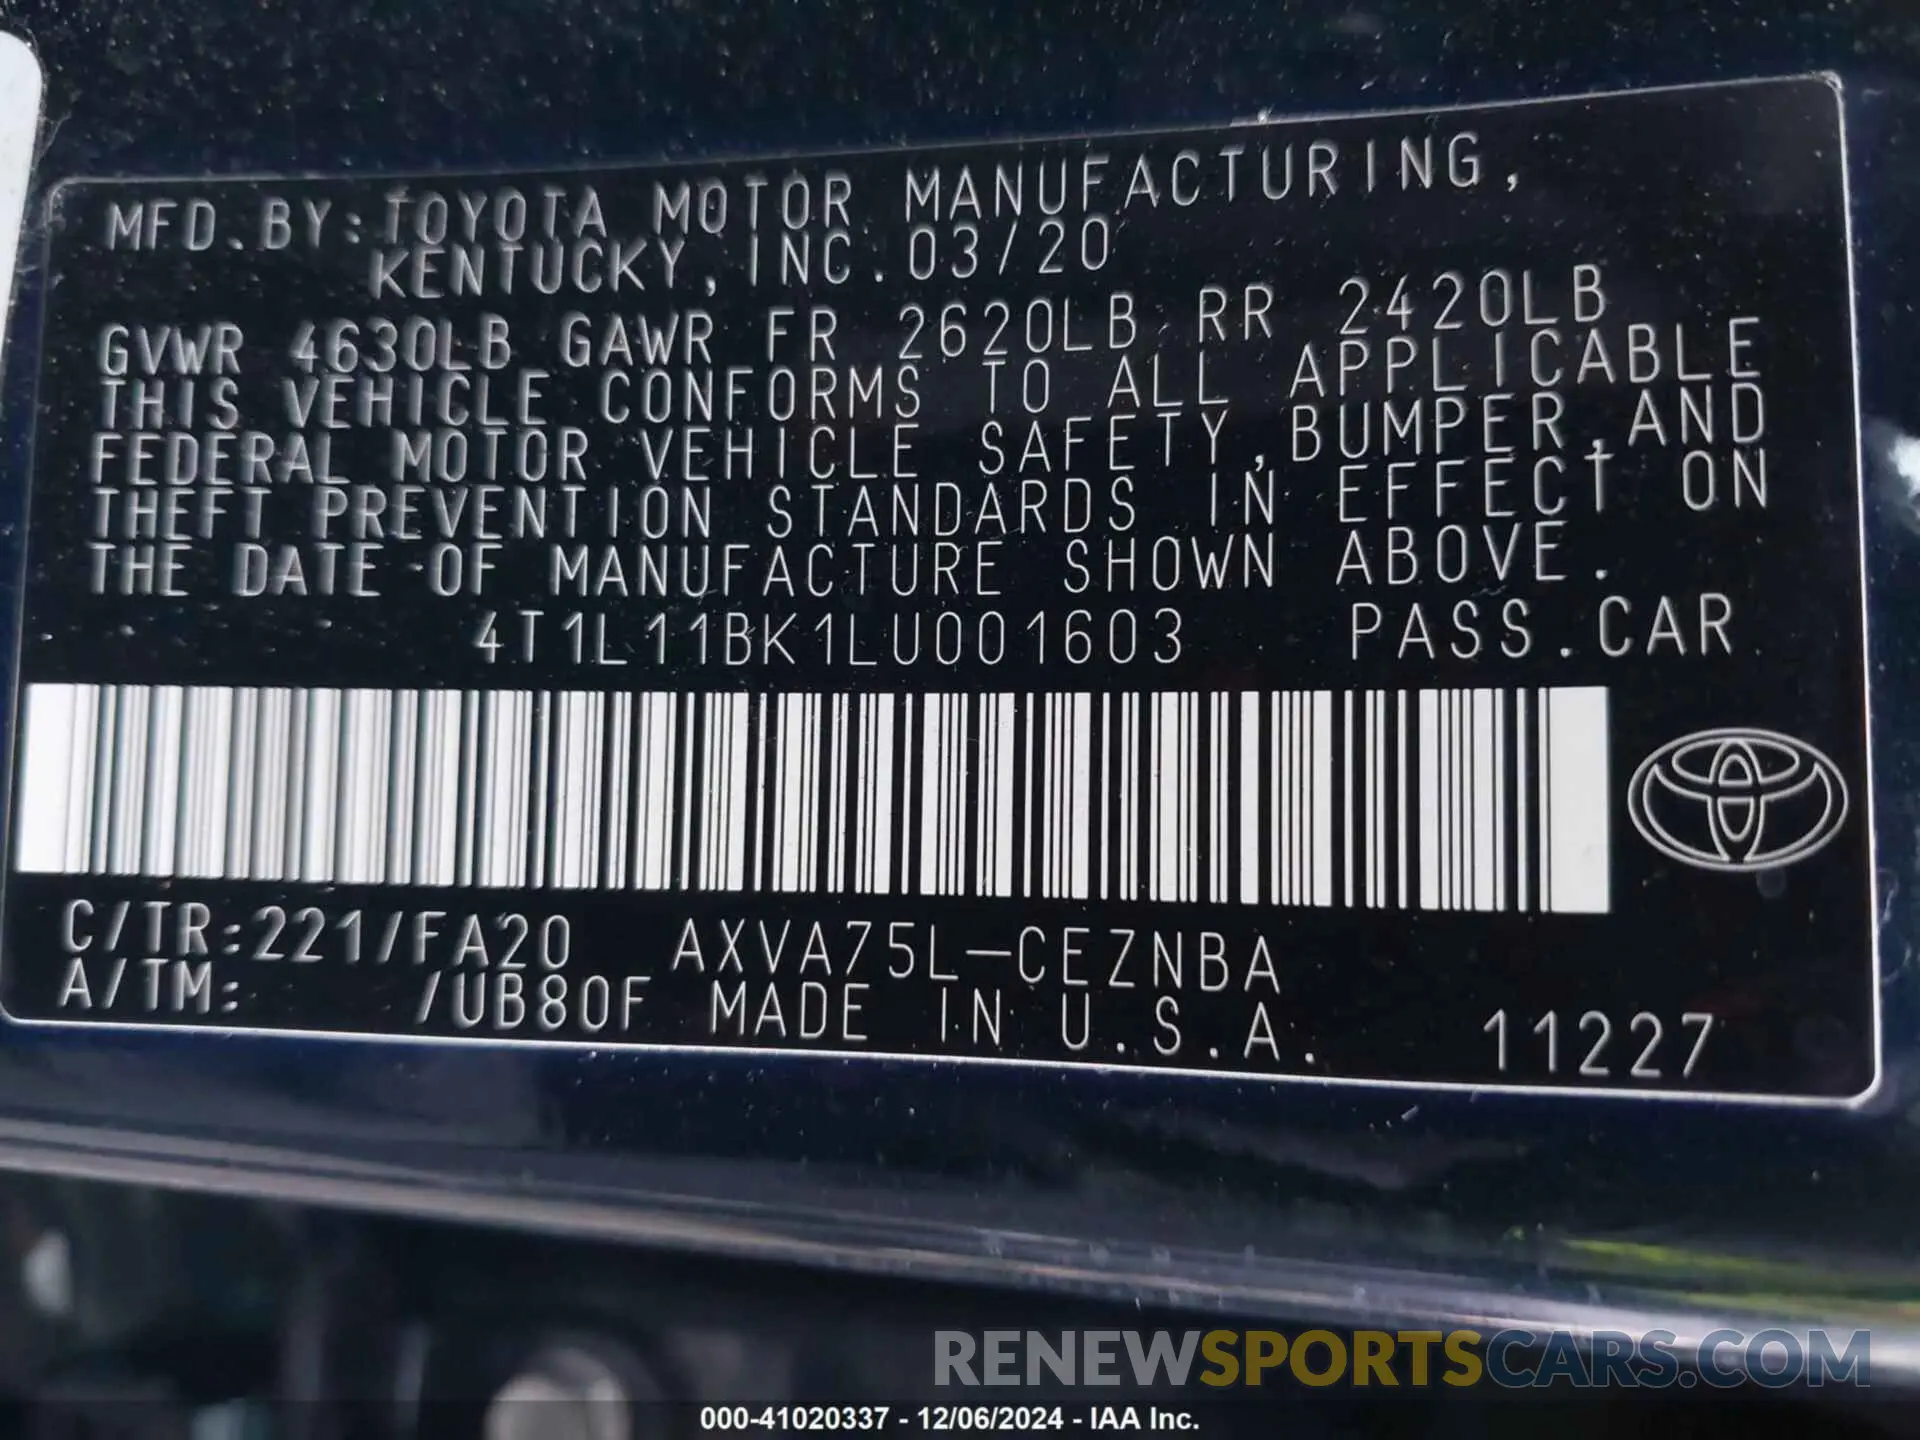 MFD. BY: TOYOTA MOTOR MANUFACTURING,
KENTUCKY, INC. 03/20
GVWR 4630LB GAWR FR 2620LB RR 2420LB
THIS VEHICLE CONFORMS TO ALL APPLICABLE
FEDERAL MOTOR VEHICLE SAFETY, BUMPER, AND
THEFT PREVENTION STANDARDS IN EFFECT ON
THE DATE OF MANUFACTURE SHOWN ABOVE.
4T1L11BK1LU001603 PASS. CAR
C/TR: 221/FA20 AXVA75L-CEZNBA
A/TM: /UB80F MADE IN U.S.A. 11227
RENEWSPORTSCARS.COM
000-41020337 - 12/06/2024 - IAA Inc.